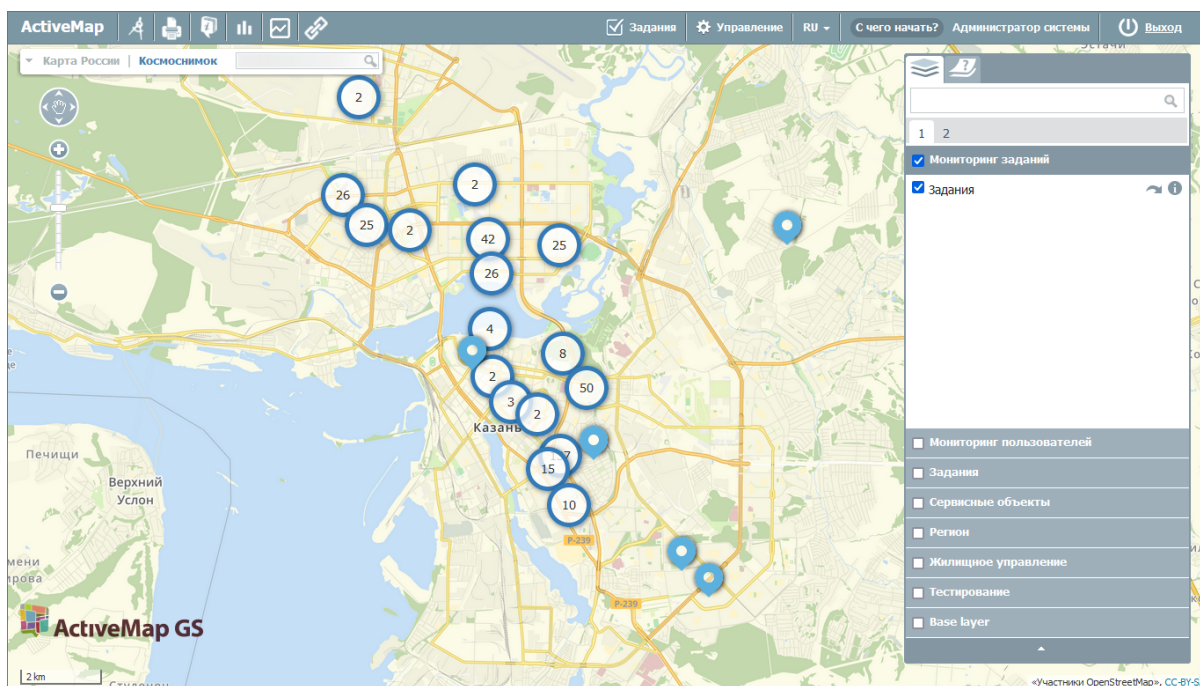 ActiveMap
Задания
Управление
RU
С чего начать?
Администратор системы
Выход
Карта России | Космоснимок
1 2
Мониторинг заданий
Задания
Мониторинг пользователей
Задания
Сервисные объекты
Регион
Жилищное управление
Тестирование
Base layer
2
2
26
25
2
42
25
26
4
8
2
50
3
2
Казань
15
10
Р-239
Р-239
Печищи
Верхний
Услон
ActiveMap GS
2 km
«Участники OpenStreetMap», CC-BY-S